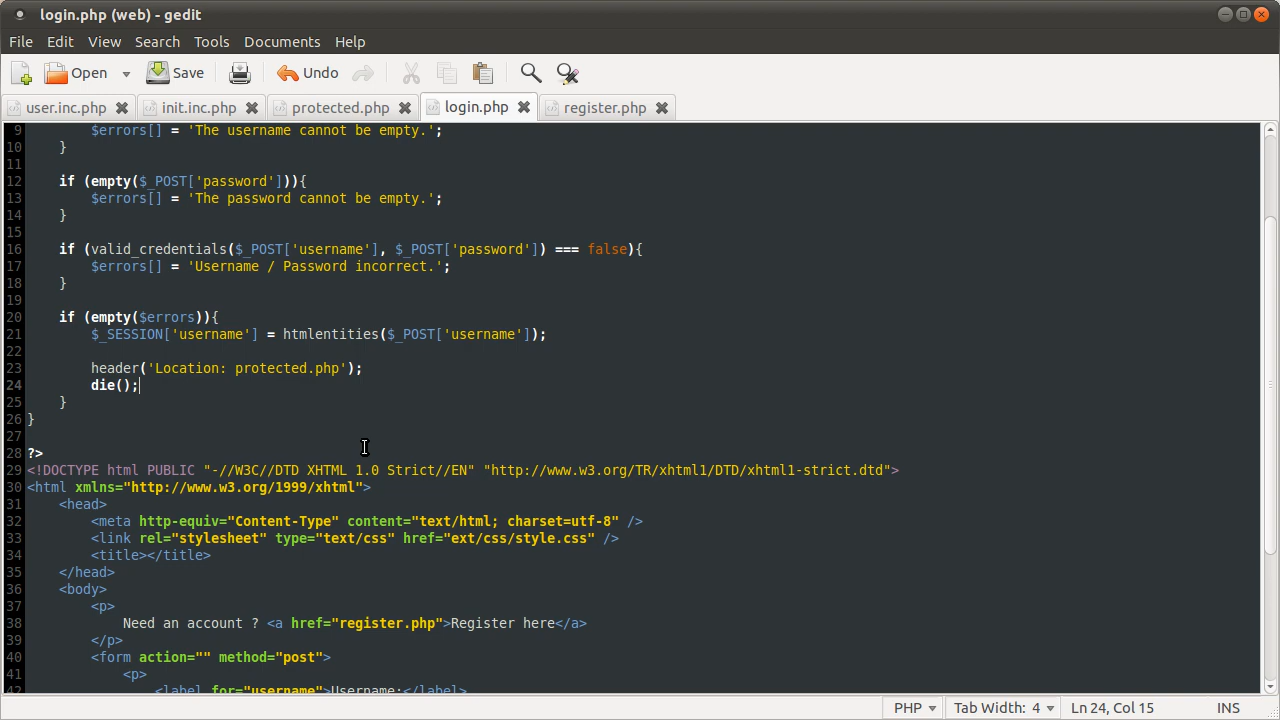 login.php (web) - gedit
File Edit View Search Tools Documents Help
Open Save Undo
user.inc.php init.inc.php protected.php login.php register.php
9         $errors[] = 'The username cannot be empty.';
10     }
11
12     if (empty($_POST['password'])){
13         $errors[] = 'The password cannot be empty.';
14     }
15
16     if (valid_credentials($_POST['username'], $_POST['password']) === false){
17         $errors[] = 'Username / Password incorrect.';
18     }
19
20     if (empty($errors)){
21         $_SESSION['username'] = htmlentities($_POST['username']);
22
23         header('Location: protected.php');
24         die();
25     }
26 }
27
28 ?>
29 <!DOCTYPE html PUBLIC "-//W3C//DTD XHTML 1.0 Strict//EN" "http://www.w3.org/TR/xhtml1/DTD/xhtml1-strict.dtd">
30 <html xmlns="http://www.w3.org/1999/xhtml">
31     <head>
32         <meta http-equiv="Content-Type" content="text/html; charset=utf-8" />
33         <link rel="stylesheet" type="text/css" href="ext/css/style.css" />
34         <title></title>
35     </head>
36     <body>
37         <p>
38             Need an account ? <a href="register.php">Register here</a>
39         </p>
40         <form action="" method="post">
41             <p>
42                 <label for="username">Username:</label>
PHP Tab Width: 4 Ln 24, Col 15 INS